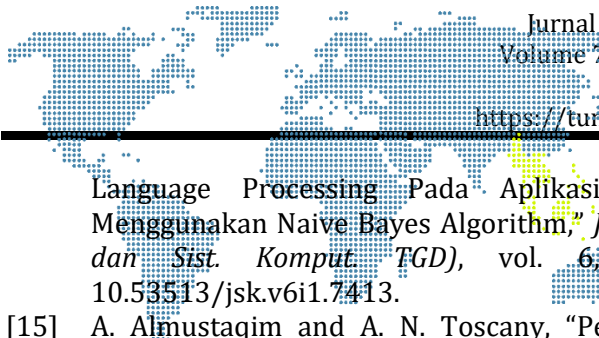 Jurnal
Volume 7
https://tur
Language Processing Pada Aplikasi
Menggunakan Naive Bayes Algorithm,” J
dan Sist. Komput. TGD), vol. 6,
10.53513/jsk.v6i1.7413.
[15] A. Almustaqim and A. N. Toscany, “Pe